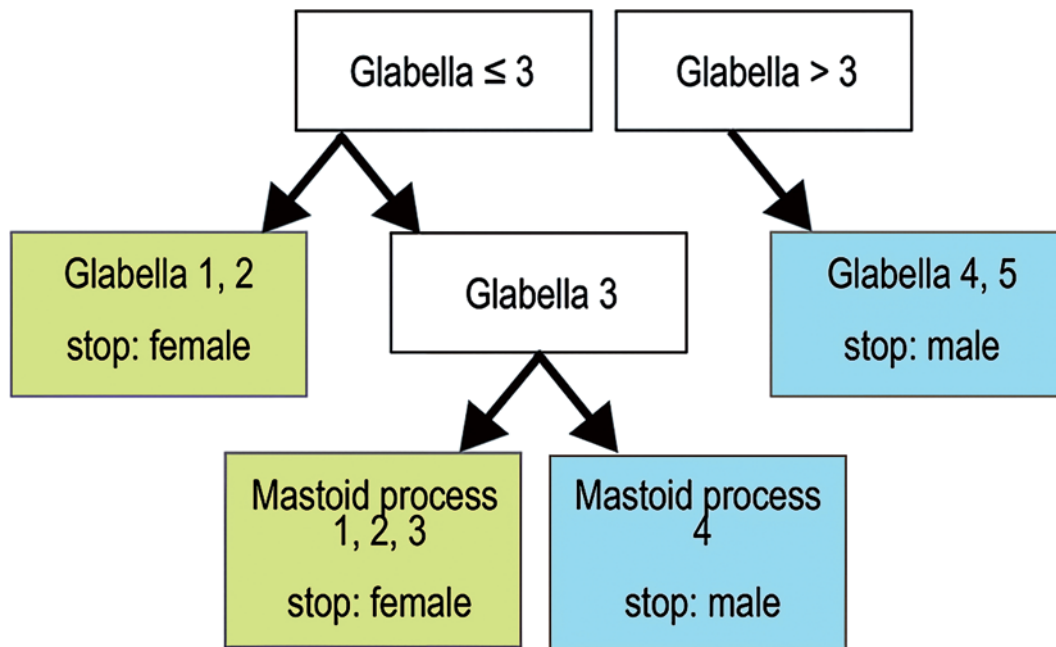 Glabella ≤ 3
Glabella > 3
Glabella 1, 2
stop: female
Glabella 3
Glabella 4, 5
stop: male
Mastoid process
1, 2, 3
stop: female
Mastoid process
4
stop: male